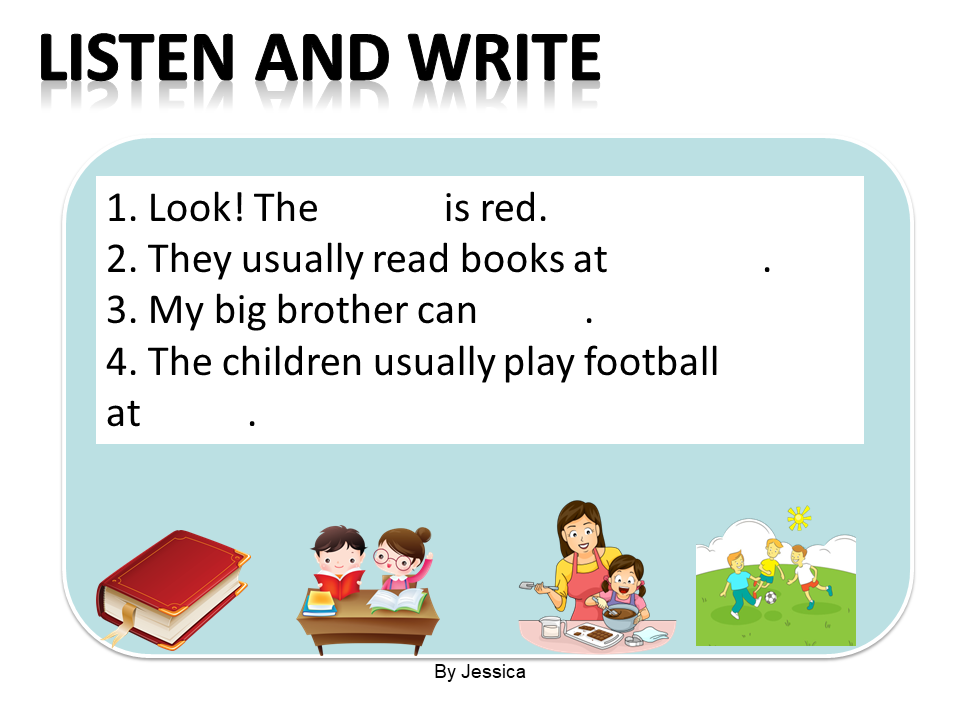 LISTEN AND WRITE
1. Look! The is red.
2. They usually read books at .
3. My big brother can .
4. The children usually play football
at .
By Jessica